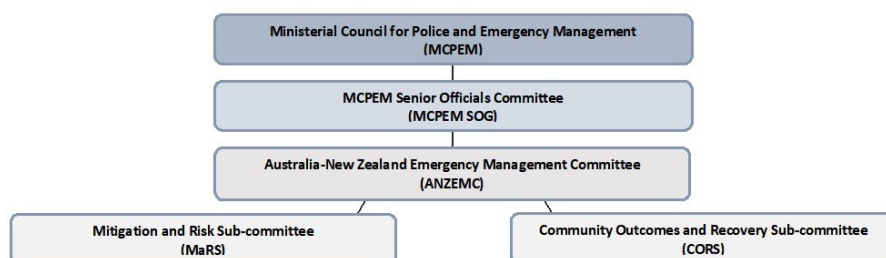 Ministerial Council for Police and Emergency Management
(MCPEM)
MCPEM Senior Officials Committee
(MCPEM SOG)
Australia-New Zealand Emergency Management Committee
(ANZEMC)
Mitigation and Risk Sub-committee
(MaRS)
Community Outcomes and Recovery Sub-committee
(CORS)